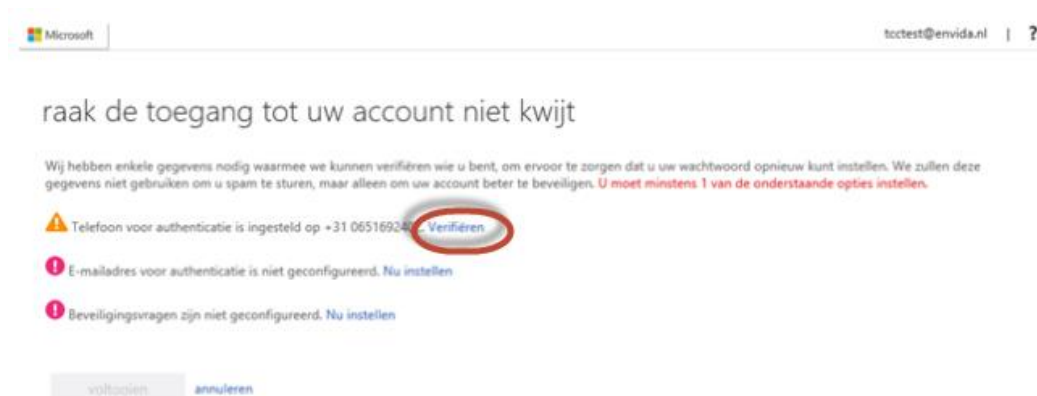 Microsoft
tcctest@envida.nl | ?
raak de toegang tot uw account niet kwijt
Wij hebben enkele gegevens nodig waarmee we kunnen verifiëren wie u bent, om ervoor te zorgen dat u uw wachtwoord opnieuw kunt instellen. We zullen deze
gegevens niet gebruiken om u spam te sturen, maar alleen om uw account beter te beveiligen. U moet minstens 1 van de onderstaande opties instellen.
Telefoon voor authenticatie is ingesteld op +31 Verifiëren
E-mailadres voor authenticatie is niet geconfigureerd. Nu instellen
Beveiligingsvragen zijn niet geconfigureerd. Nu instellen
voltooien annuleren